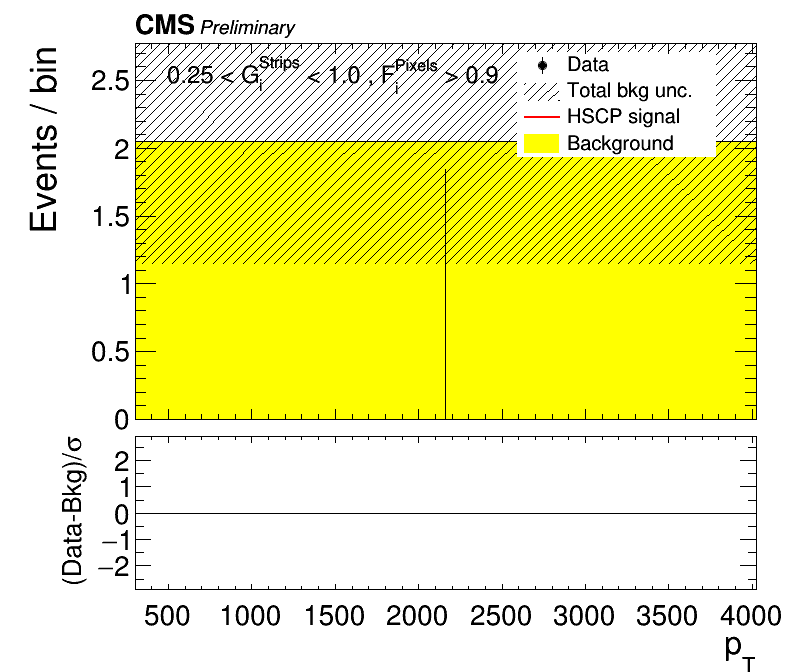 CMS Preliminary
Events / bin
0.25 < G_i^Strips < 1.0 , F_i^Pixels > 0.9
Data
Total bkg unc.
HSCP signal
Background
2.5
2
1.5
1
0.5
0
(Data-Bkg)/σ
2
1
0
−1
−2
500 1000 1500 2000 2500 3000 3500 4000
p_T